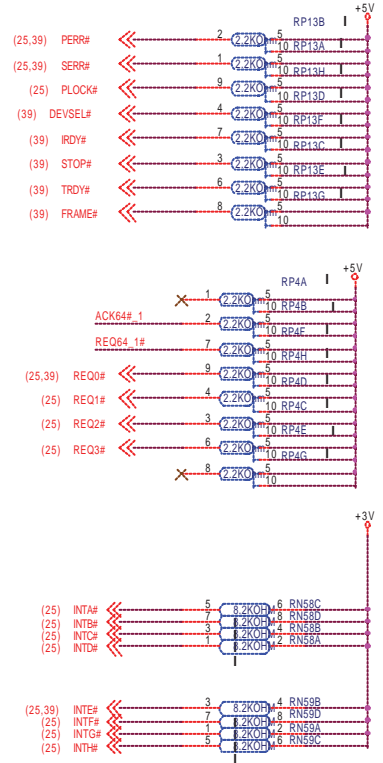 +5V
RP13B
(25,39) PERR# 2 2.2KOhm 5
10 RP13A
(25,39) SERR# 1 2.2KOhm 5
10 RP13H
(25) PLOCK# 9 2.2KOhm 5
10 RP13D
(39) DEVSEL# 4 2.2KOhm 5
10 RP13F
(39) IRDY# 7 2.2KOhm 5
10 RP13C
(39) STOP# 3 2.2KOhm 5
10 RP13E
(39) TRDY# 6 2.2KOhm 5
10 RP13G
(39) FRAME# 8 2.2KOhm 5
10
+5V
RP4A
1 2.2KOhm 5
10 RP4B
ACK64#_1 2 2.2KOhm 5
10 RP4F
REQ64_1# 7 2.2KOhm 5
10 RP4H
(25,39) REQ0# 9 2.2KOhm 5
10 RP4D
(25) REQ1# 4 2.2KOhm 5
10 RP4C
(25) REQ2# 3 2.2KOhm 5
10 RP4E
(25) REQ3# 6 2.2KOhm 5
10 RP4G
8 2.2KOhm 5
10
+3V
(25) INTA# 5 8.2KOHM 6 RN58C
(25) INTB# 7 8.2KOHM 8 RN58D
(25) INTC# 3 8.2KOHM 4 RN58B
(25) INTD# 1 8.2KOHM 2 RN58A
(25,39) INTE# 3 8.2KOHM 4 RN59B
(25) INTF# 7 8.2KOHM 8 RN59D
(25) INTG# 1 8.2KOHM 2 RN59A
(25) INTH# 5 8.2KOHM 6 RN59C